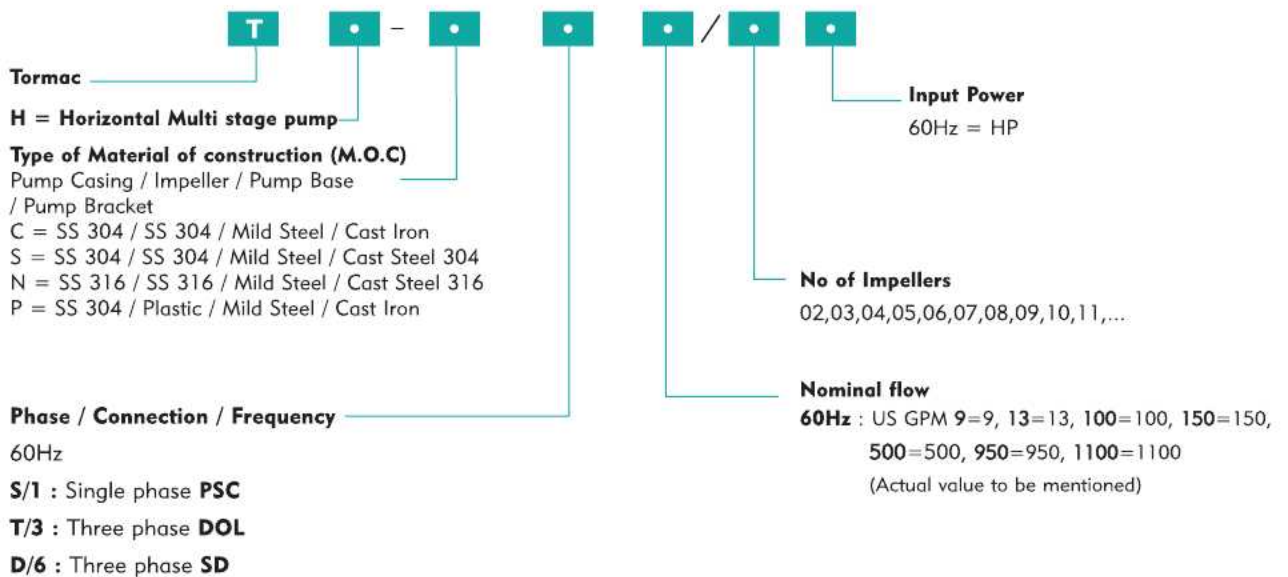 T • – • • • / • •
Tormac
H = Horizontal Multi stage pump
Type of Material of construction (M.O.C)
Pump Casing / Impeller / Pump Base
/ Pump Bracket
C = SS 304 / SS 304 / Mild Steel / Cast Iron
S = SS 304 / SS 304 / Mild Steel / Cast Steel 304
N = SS 316 / SS 316 / Mild Steel / Cast Steel 316
P = SS 304 / Plastic / Mild Steel / Cast Iron
Phase / Connection / Frequency
60Hz
S/1 : Single phase PSC
T/3 : Three phase DOL
D/6 : Three phase SD
Input Power
60Hz = HP
No of Impellers
02,03,04,05,06,07,08,09,10,11,...
Nominal flow
60Hz : US GPM 9=9, 13=13, 100=100, 150=150,
500=500, 950=950, 1100=1100
(Actual value to be mentioned)